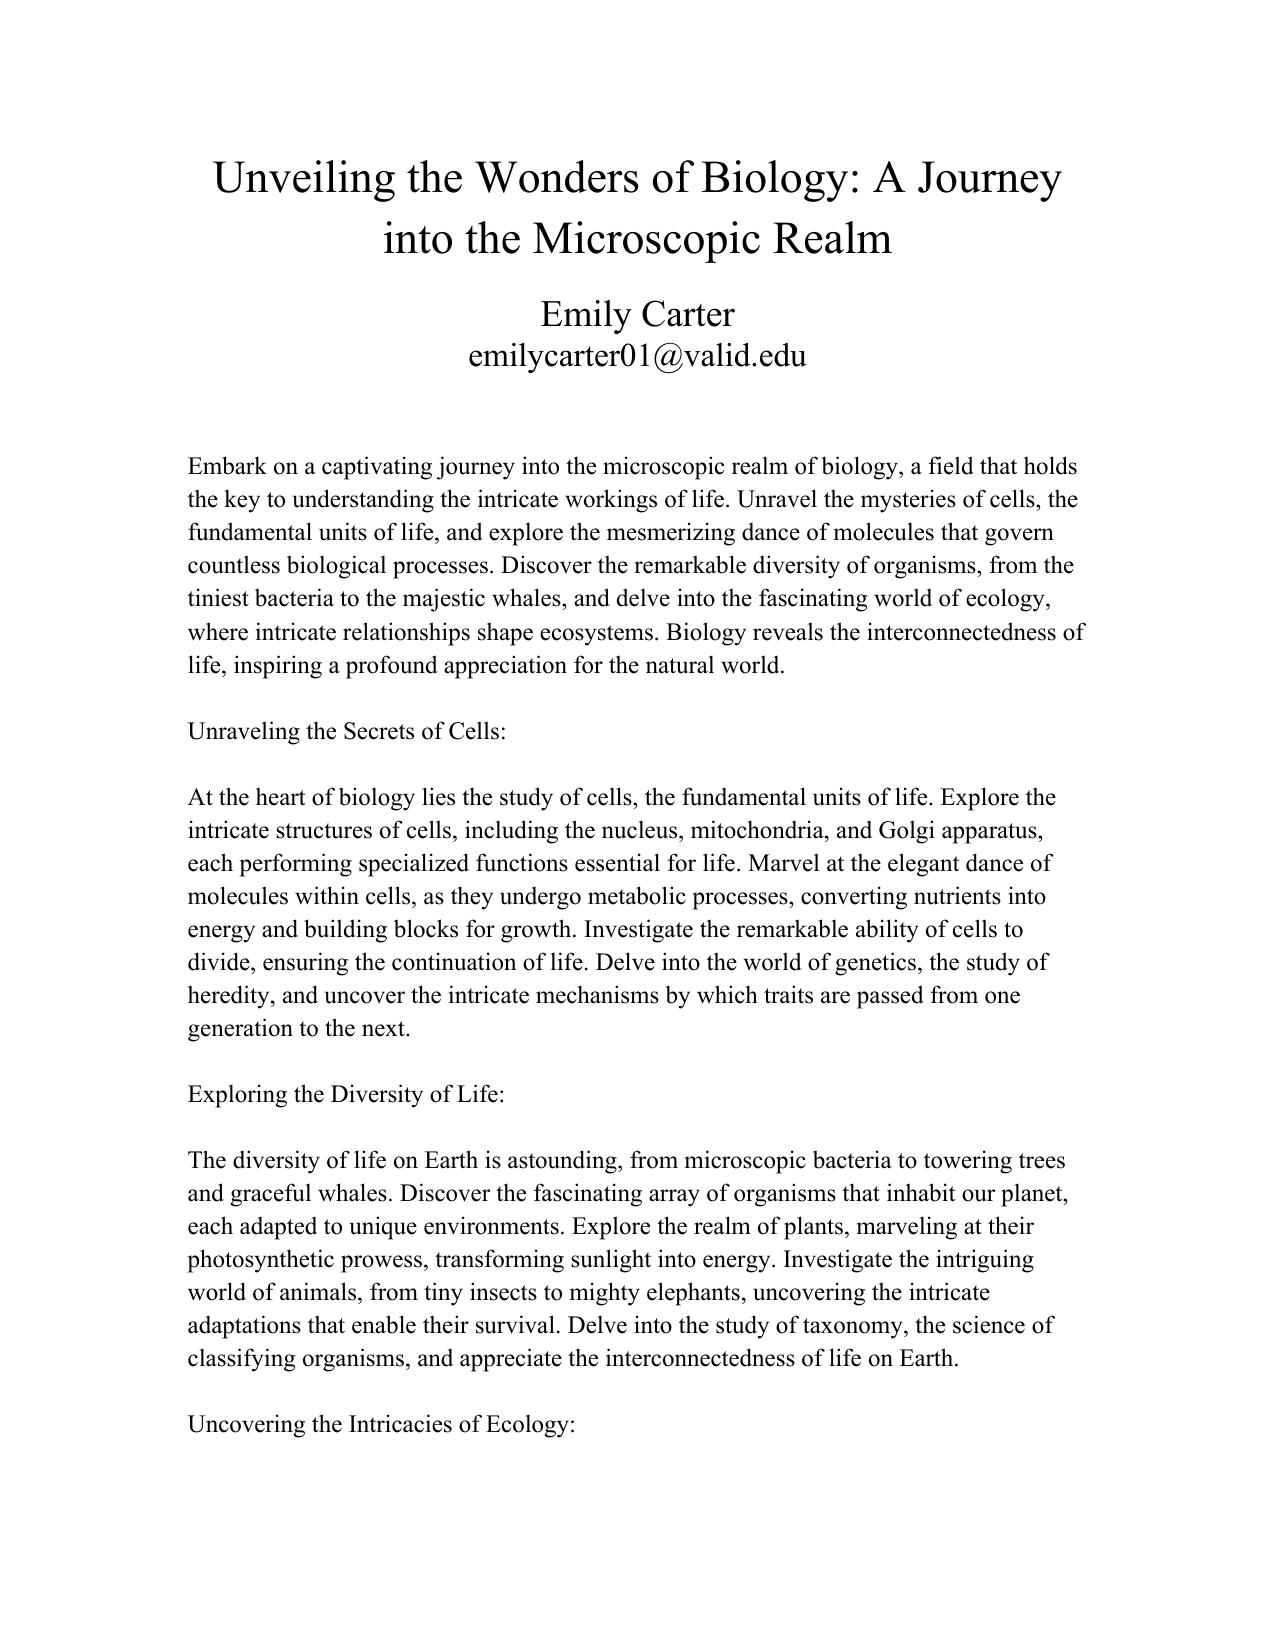 Unveiling the Wonders of Biology: A Journey
into the Microscopic Realm
Emily Carter
emilycarter01@valid.edu
Embark on a captivating journey into the microscopic realm of biology, a field that holds
the key to understanding the intricate workings of life. Unravel the mysteries of cells, the
fundamental units of life, and explore the mesmerizing dance of molecules that govern
countless biological processes. Discover the remarkable diversity of organisms, from the
tiniest bacteria to the majestic whales, and delve into the fascinating world of ecology,
where intricate relationships shape ecosystems. Biology reveals the interconnectedness of
life, inspiring a profound appreciation for the natural world.
Unraveling the Secrets of Cells:
At the heart of biology lies the study of cells, the fundamental units of life. Explore the
intricate structures of cells, including the nucleus, mitochondria, and Golgi apparatus,
each performing specialized functions essential for life. Marvel at the elegant dance of
molecules within cells, as they undergo metabolic processes, converting nutrients into
energy and building blocks for growth. Investigate the remarkable ability of cells to
divide, ensuring the continuation of life. Delve into the world of genetics, the study of
heredity, and uncover the intricate mechanisms by which traits are passed from one
generation to the next.
Exploring the Diversity of Life:
The diversity of life on Earth is astounding, from microscopic bacteria to towering trees
and graceful whales. Discover the fascinating array of organisms that inhabit our planet,
each adapted to unique environments. Explore the realm of plants, marveling at their
photosynthetic prowess, transforming sunlight into energy. Investigate the intriguing
world of animals, from tiny insects to mighty elephants, uncovering the intricate
adaptations that enable their survival. Delve into the study of taxonomy, the science of
classifying organisms, and appreciate the interconnectedness of life on Earth.
Uncovering the Intricacies of Ecology: